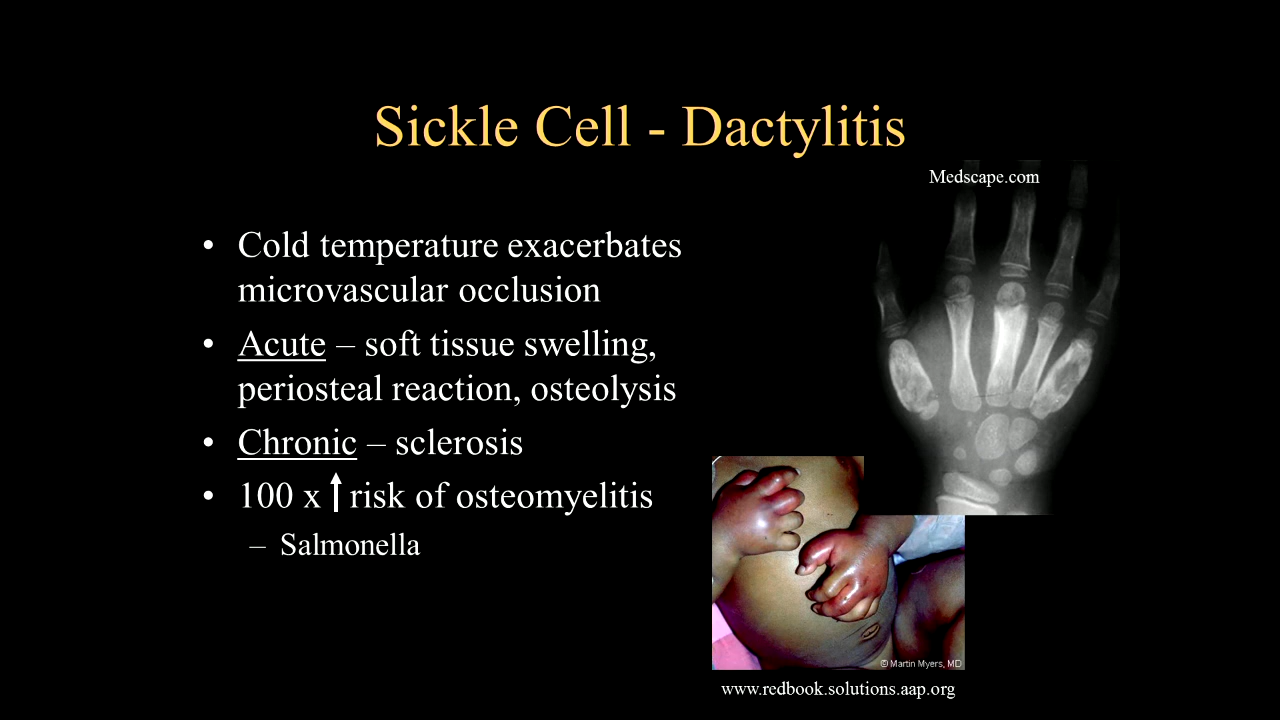 Sickle Cell - Dactylitis
Medscape.com
• Cold temperature exacerbates
microvascular occlusion
• Acute – soft tissue swelling,
periosteal reaction, osteolysis
• Chronic – sclerosis
• 100 x ↑ risk of osteomyelitis
– Salmonella
© Martin Myers, MD
www.redbook.solutions.aap.org